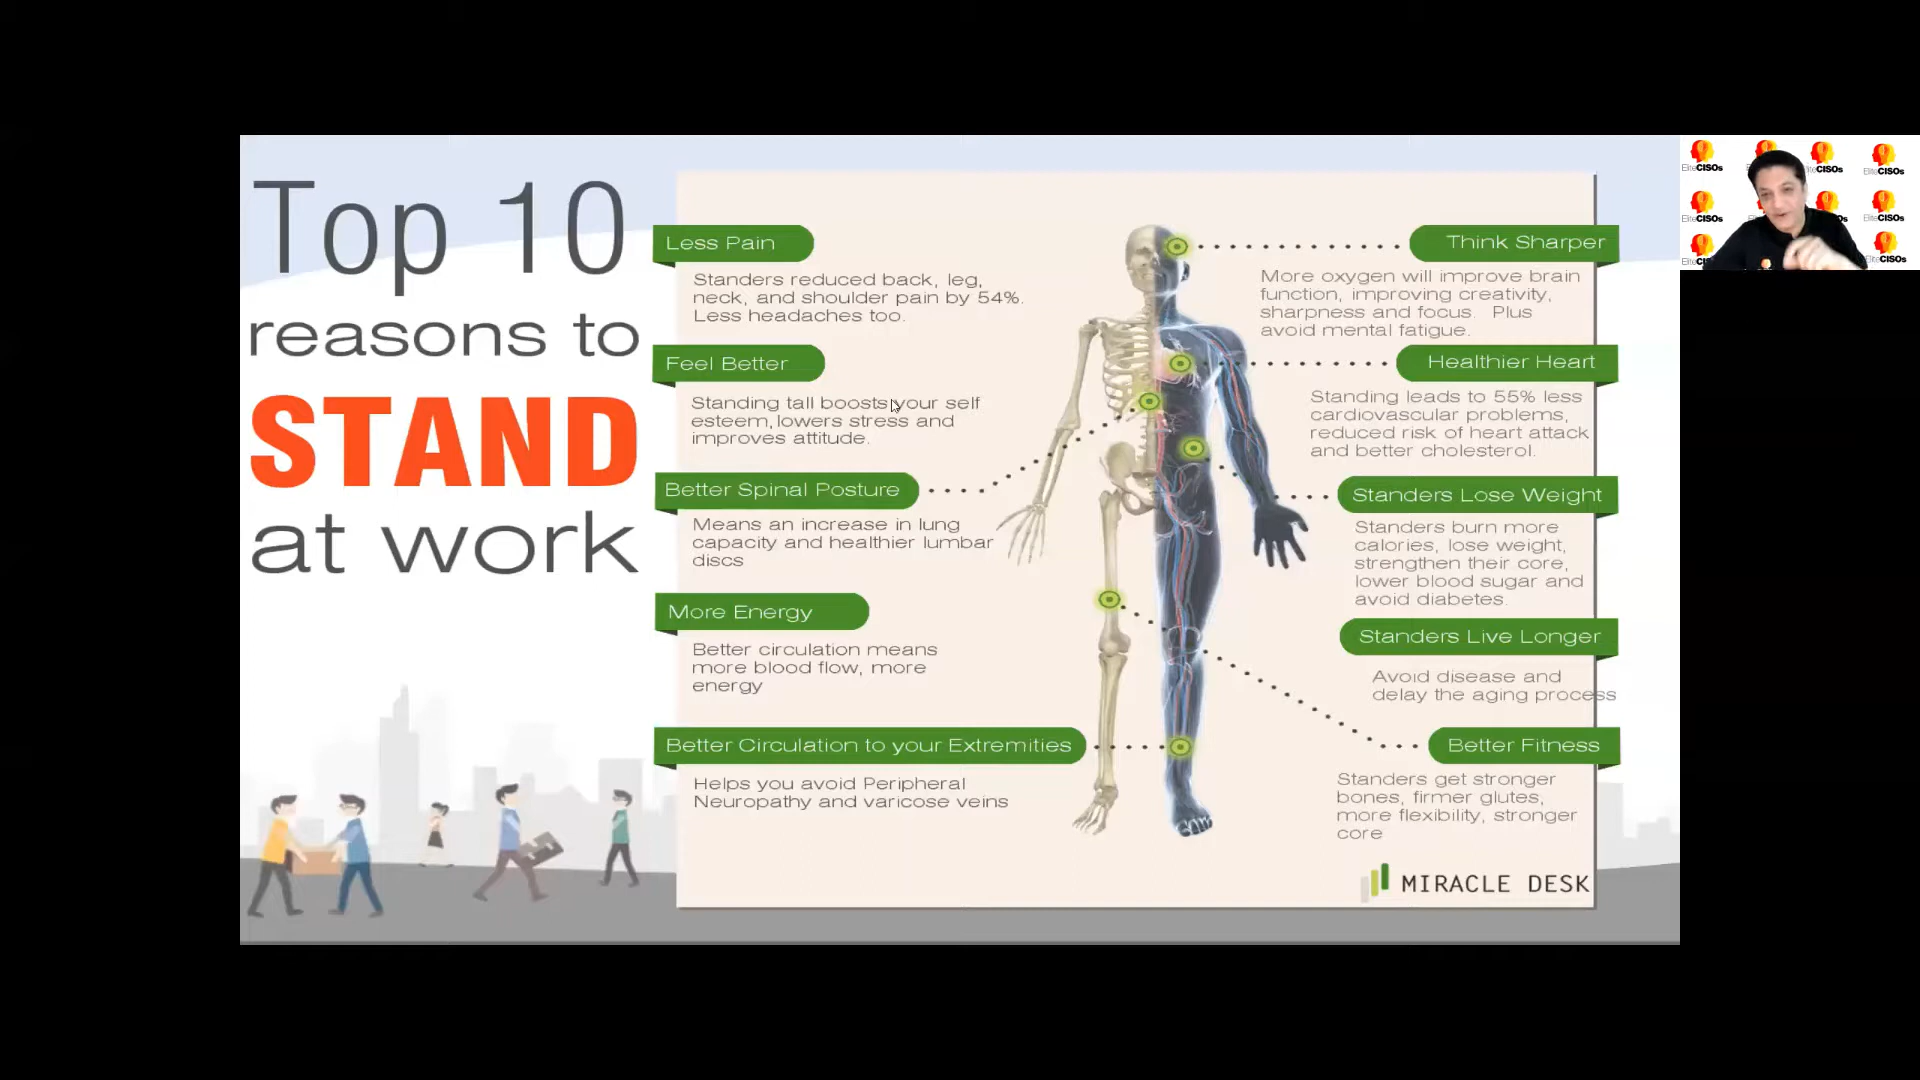 Top 10
reasons to
STAND
at work
Less Pain
Standers reduced back, leg,
neck, and shoulder pain by 54%.
Less headaches too.
Feel Better
Standing tall boosts your self
esteem, lowers stress and
improves attitude.
Better Spinal Posture
Means an increase in lung
capacity and healthier lumbar
discs
More Energy
Better circulation means
more blood flow, more
energy
Better Circulation to your Extremities
Helps you avoid Peripheral
Neuropathy and varicose veins
Think Sharper
More oxygen will improve brain
function, improving creativity,
sharpness and focus. Plus
avoid mental fatigue.
Healthier Heart
Standing leads to 55% less
cardiovascular problems,
reduced risk of heart attack
and better cholesterol.
Standers Lose Weight
Standers burn more
calories, lose weight,
strengthen their core,
lower blood sugar and
avoid diabetes.
Standers Live Longer
Avoid disease and
delay the aging process
Better Fitness
Standers get stronger
bones, firmer glutes,
more flexibility, stronger
core
MIRACLE DESK
EliteCISOs
EliteCISOs
EliteCISOs
EliteCISOs
EliteCISOs